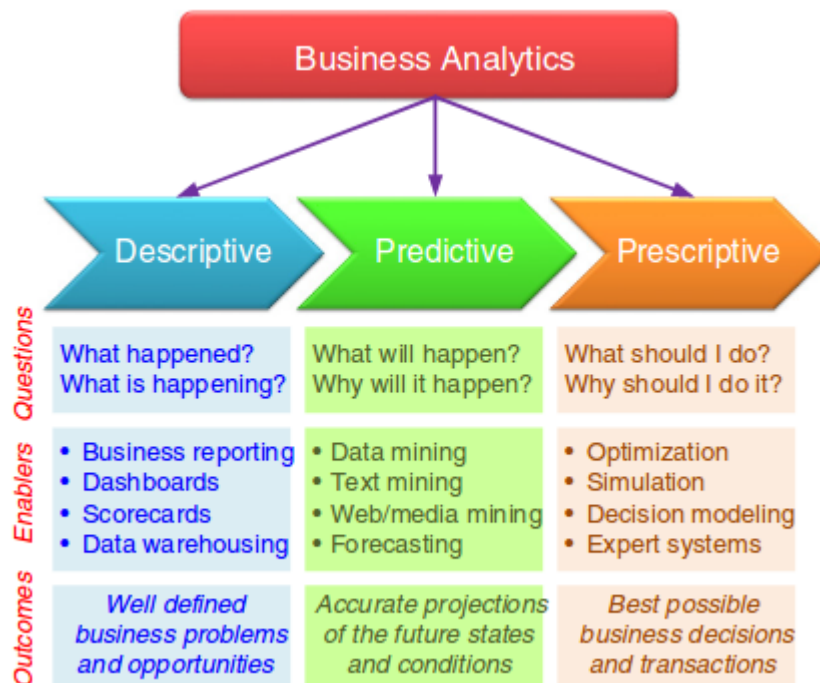 Business Analytics
Descriptive
Predictive
Prescriptive
Questions
What happened?
What is happening?
What will happen?
Why will it happen?
What should I do?
Why should I do it?
Enablers
• Business reporting
• Dashboards
• Scorecards
• Data warehousing
• Data mining
• Text mining
• Web/media mining
• Forecasting
• Optimization
• Simulation
• Decision modeling
• Expert systems
Outcomes
Well defined
business problems
and opportunities
Accurate projections
of the future states
and conditions
Best possible
business decisions
and transactions